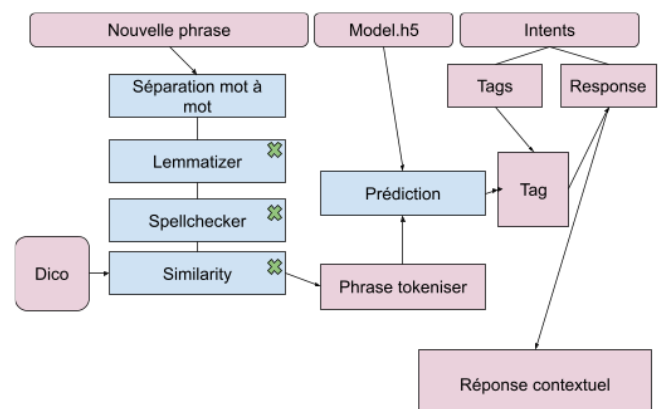 Nouvelle phrase
Model.h5
Intents
Séparation mot à
mot
Tags
Response
Lemmatizer
Prédiction
Tag
Spellchecker
Dico
Similarity
Phrase tokeniser
Réponse contextuel